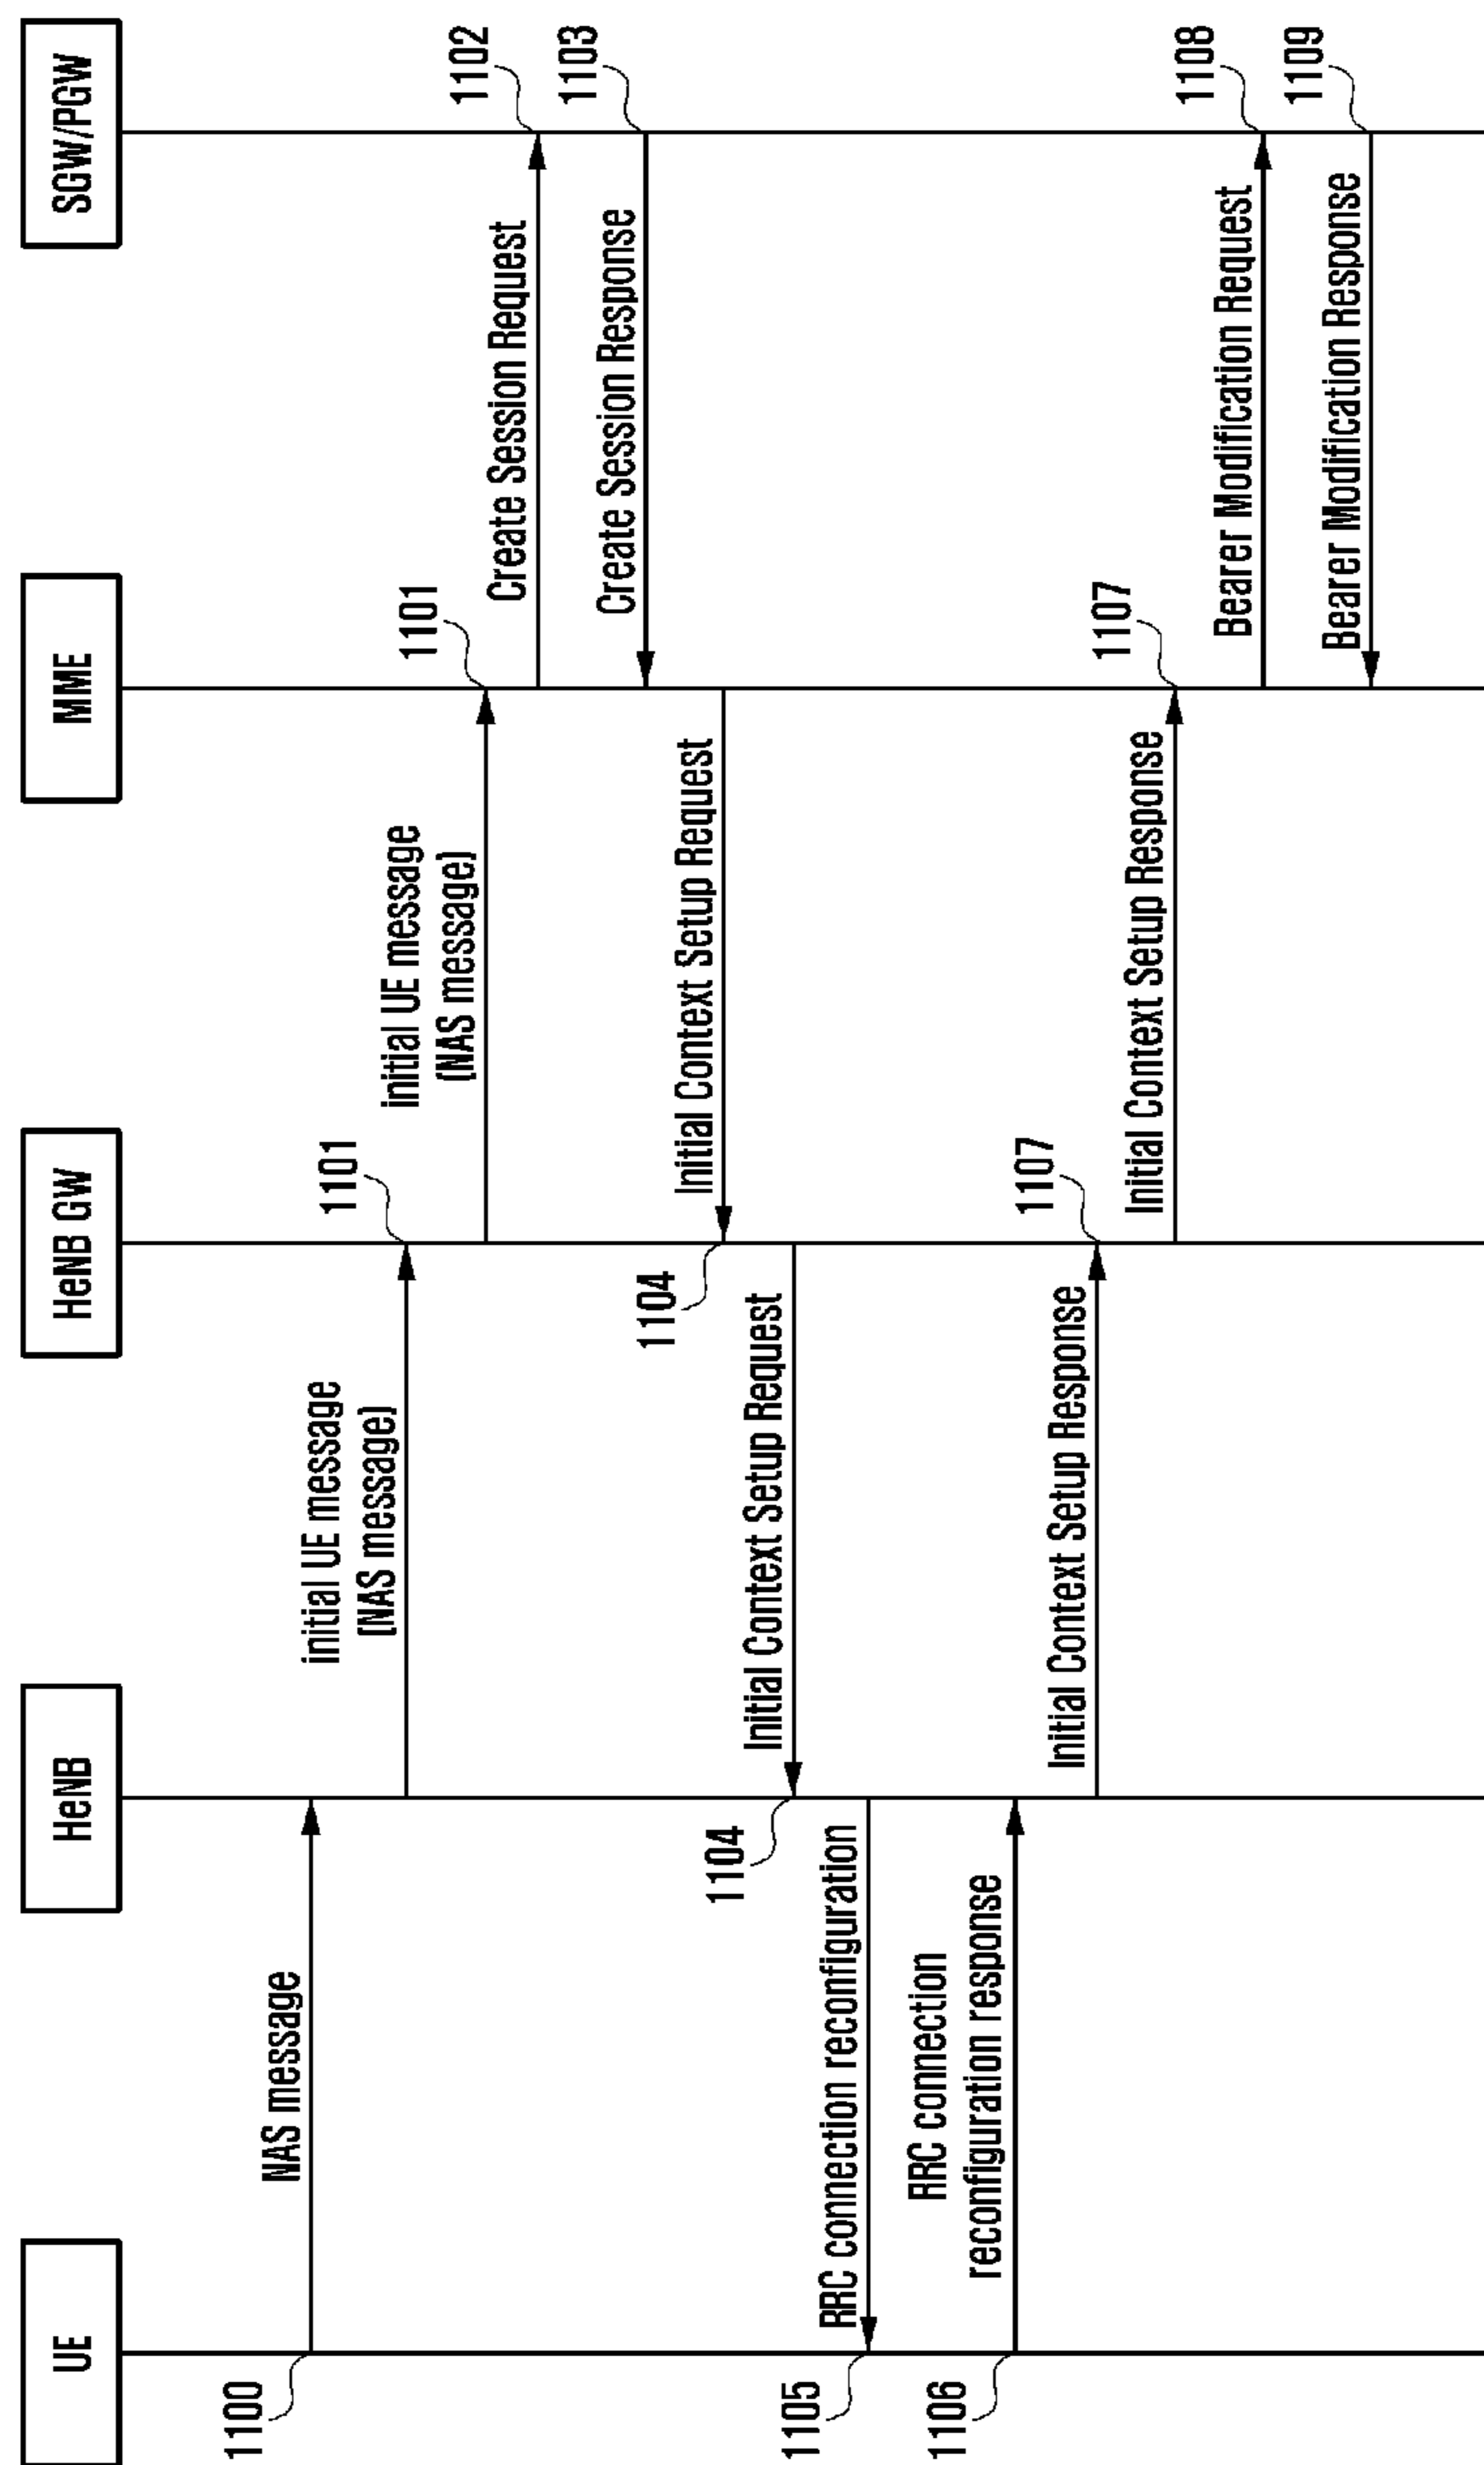 UE
HeNB
HeNB GW
MME
SGW/PGW
1100
NAS message
initial UE message
(NAS message)
1101
initial UE message
(NAS message)
1101
Create Session Request
1102
Create Session Response
1103
Initial Context Setup Request
1104
Initial Context Setup Request
1104
RRC connection reconfiguration
1105
RRC connection
reconfiguration response
1106
Initial Context Setup Response
1107
Initial Context Setup Response
1107
Bearer Modification Request
1108
Bearer Modification Response
1109